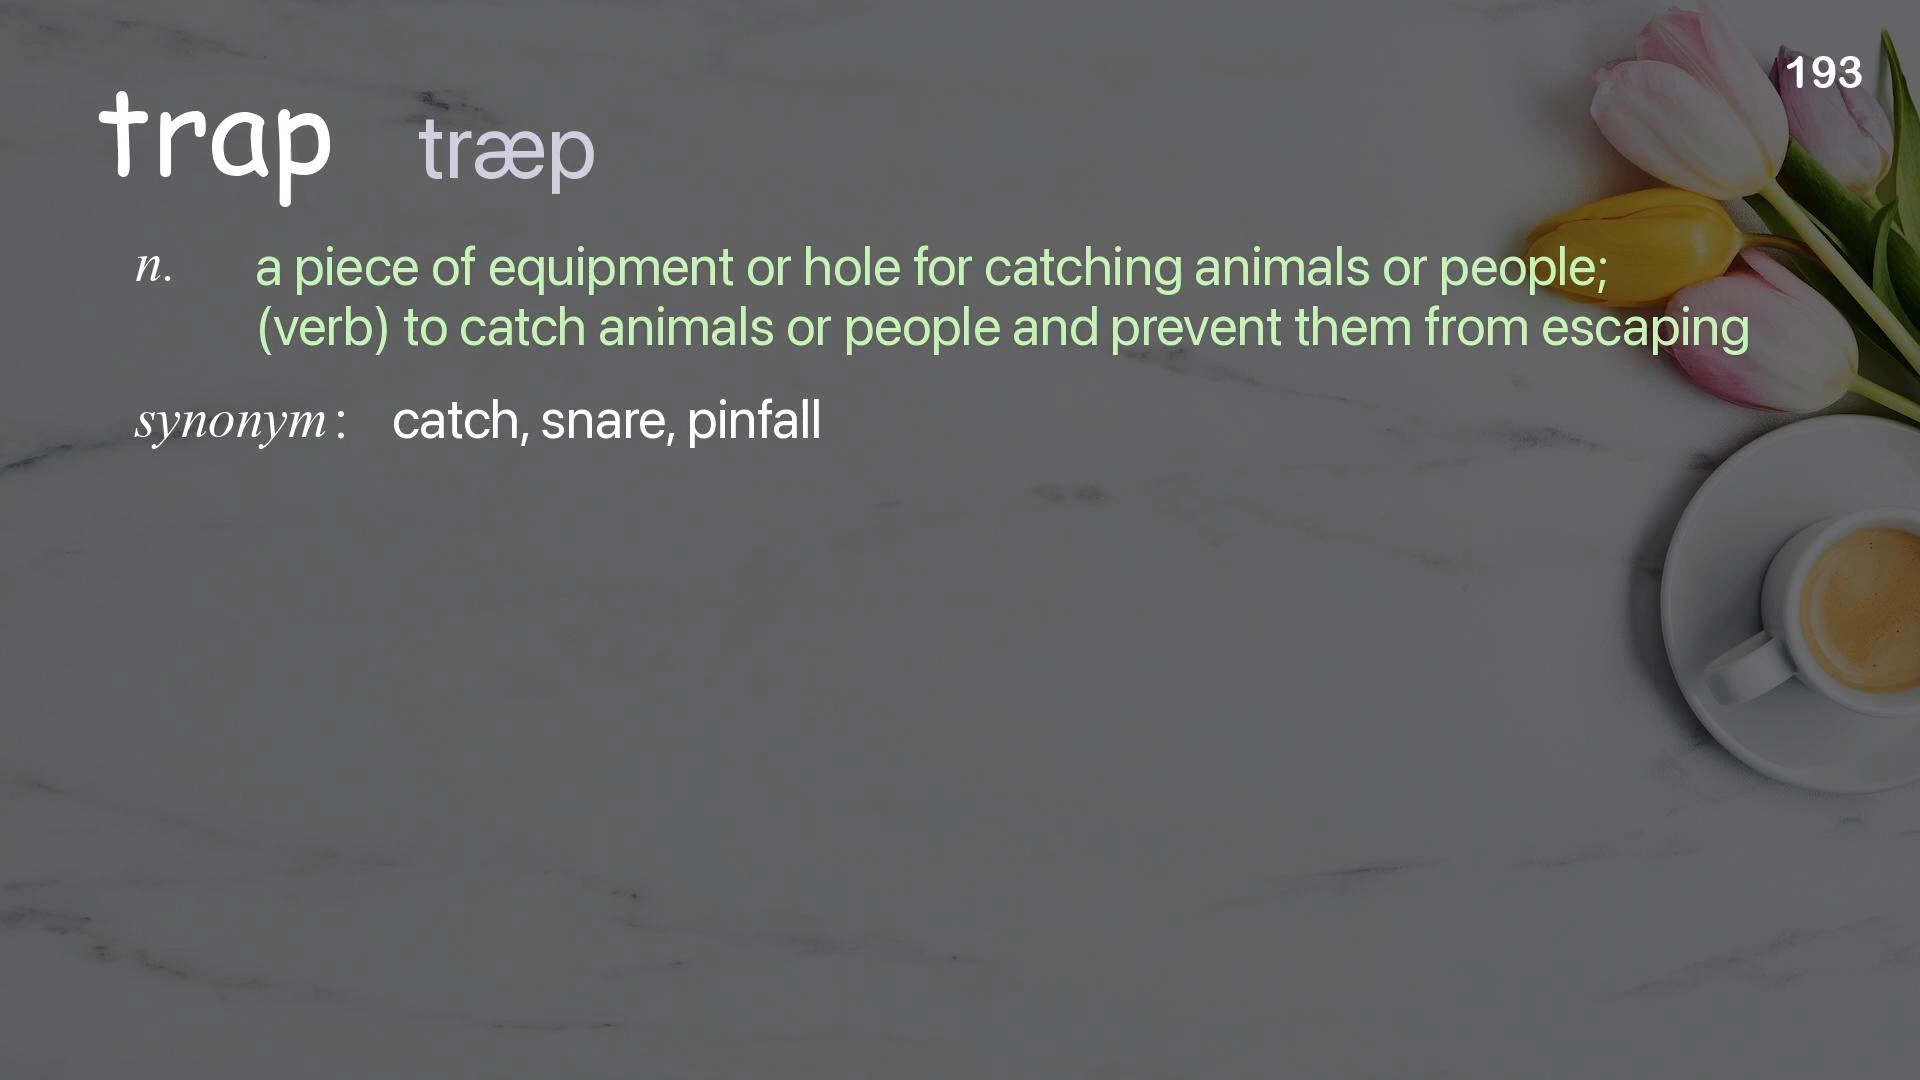 193
trap træp
n. a piece of equipment or hole for catching animals or people;
(verb) to catch animals or people and prevent them from escaping
synonym: catch, snare, pinfall